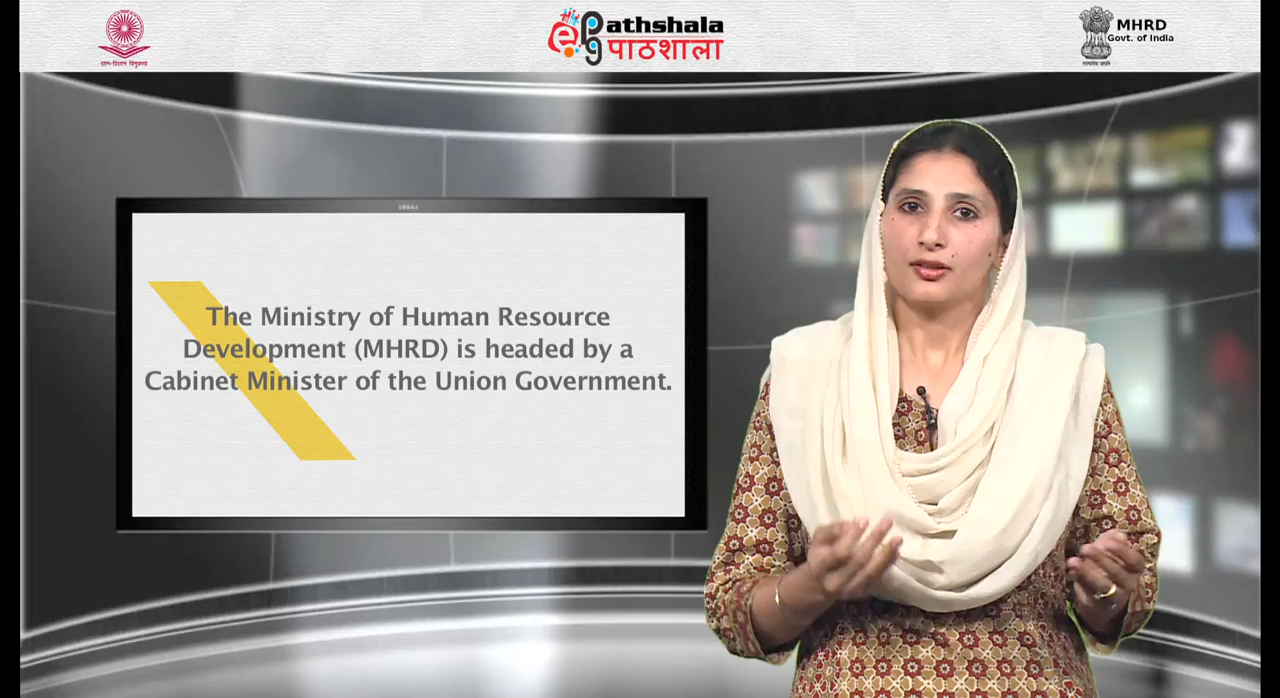 ePathshala
पाठशाला
MHRD
Govt. of India
The Ministry of Human Resource
Development (MHRD) is headed by a
Cabinet Minister of the Union Government.